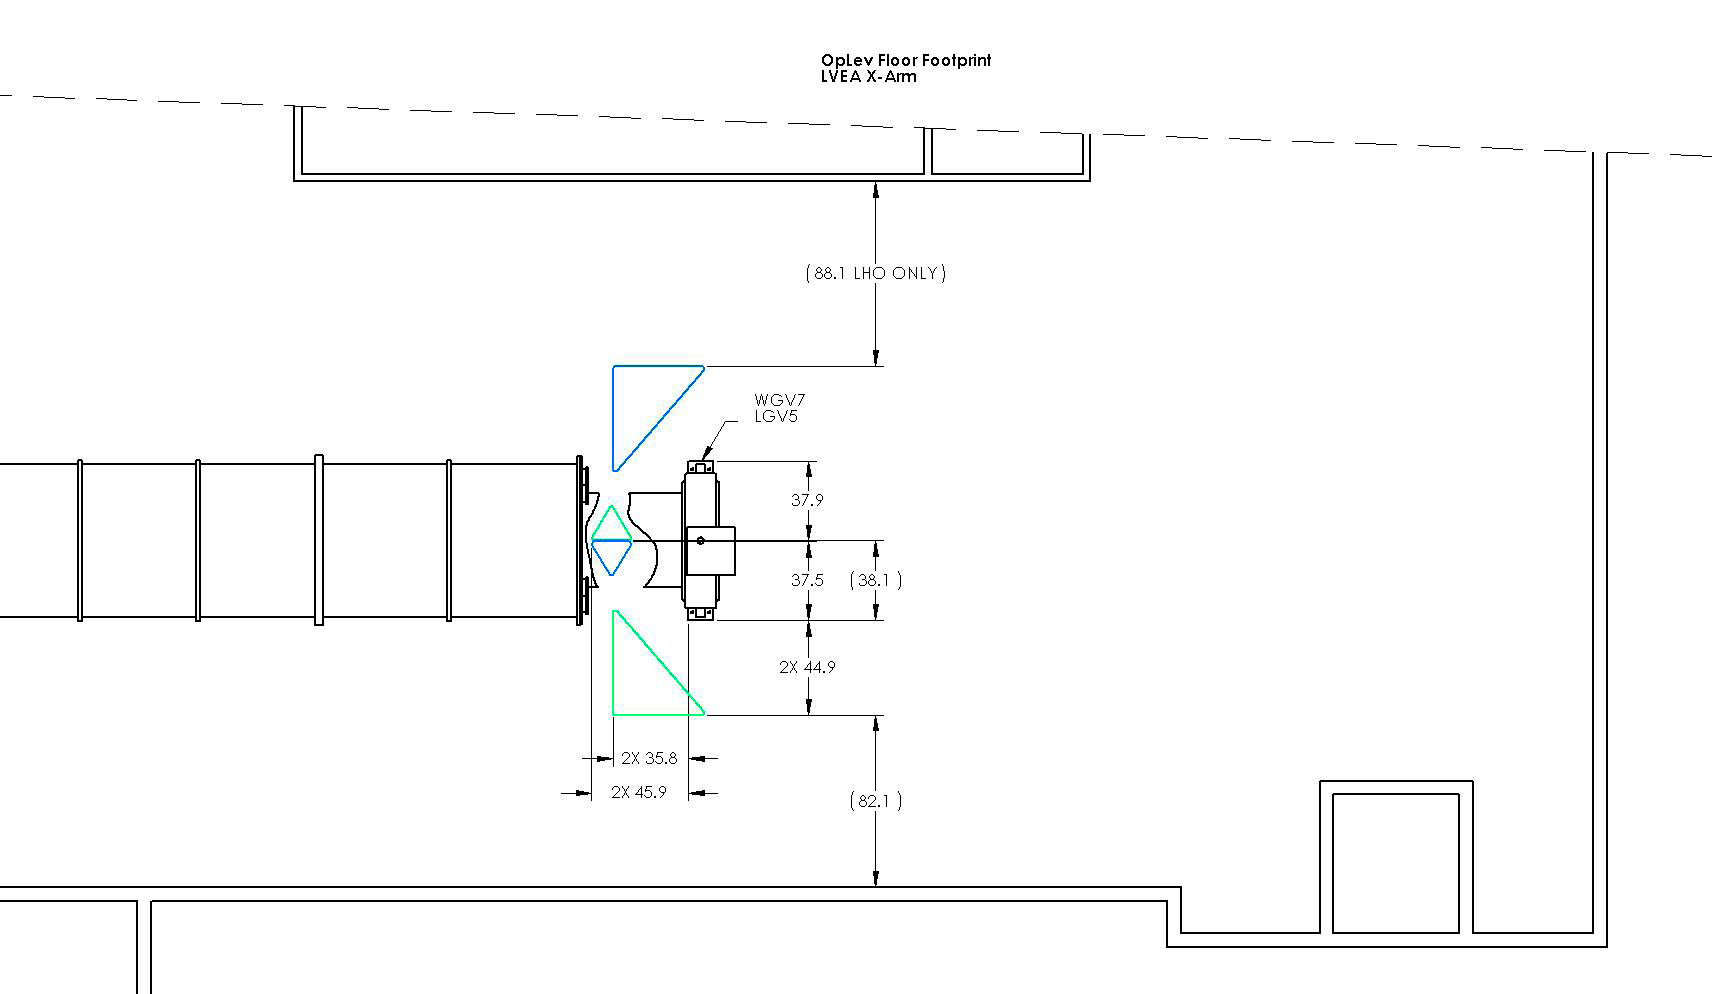 OpLev Floor Footprint
LVEA X-Arm
(88.1 LHO ONLY)
WGV7
LGV5
37.9
37.5
(38.1)
2X 44.9
2X 35.8
2X 45.9
(82.1)